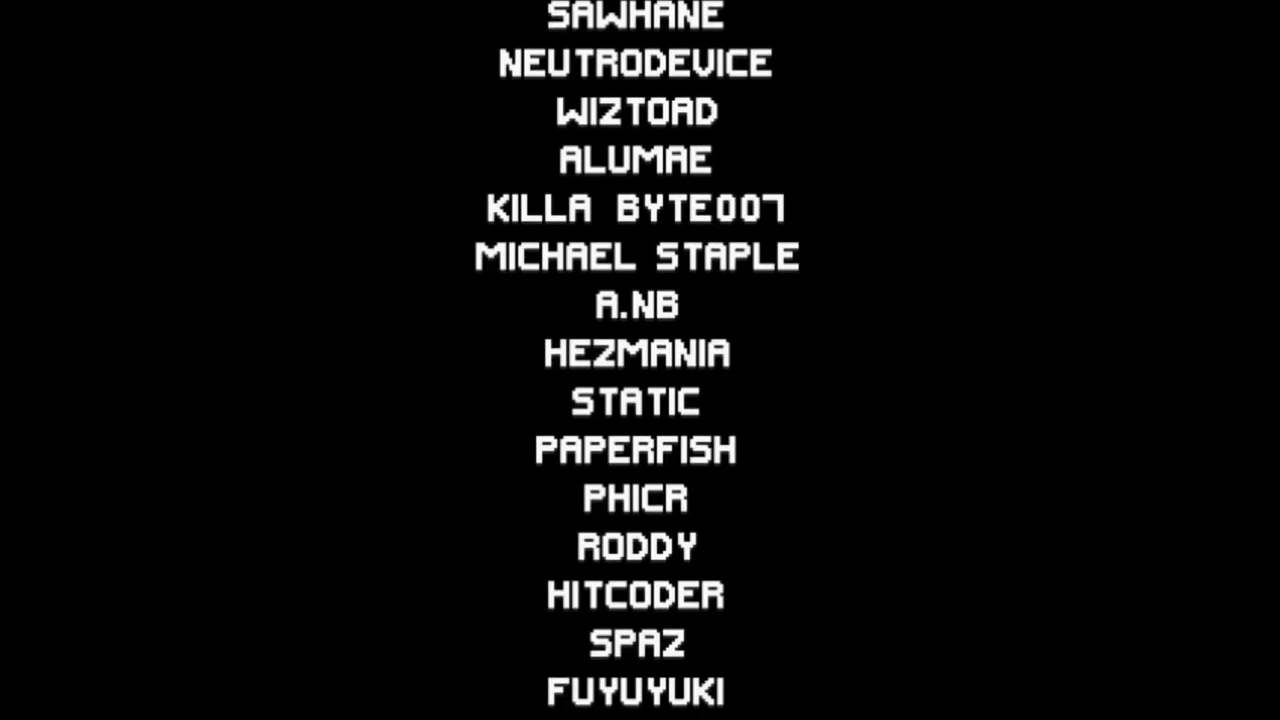 SAWHANE
NEUTRODEVICE
WIZTOAD
ALUMAE
KILLA BYTE007
MICHAEL STAPLE
A.NB
HEZMANIA
STATIC
PAPERFISH
PHICR
RODDY
HITCODER
SPAZ
FUYUYUKI